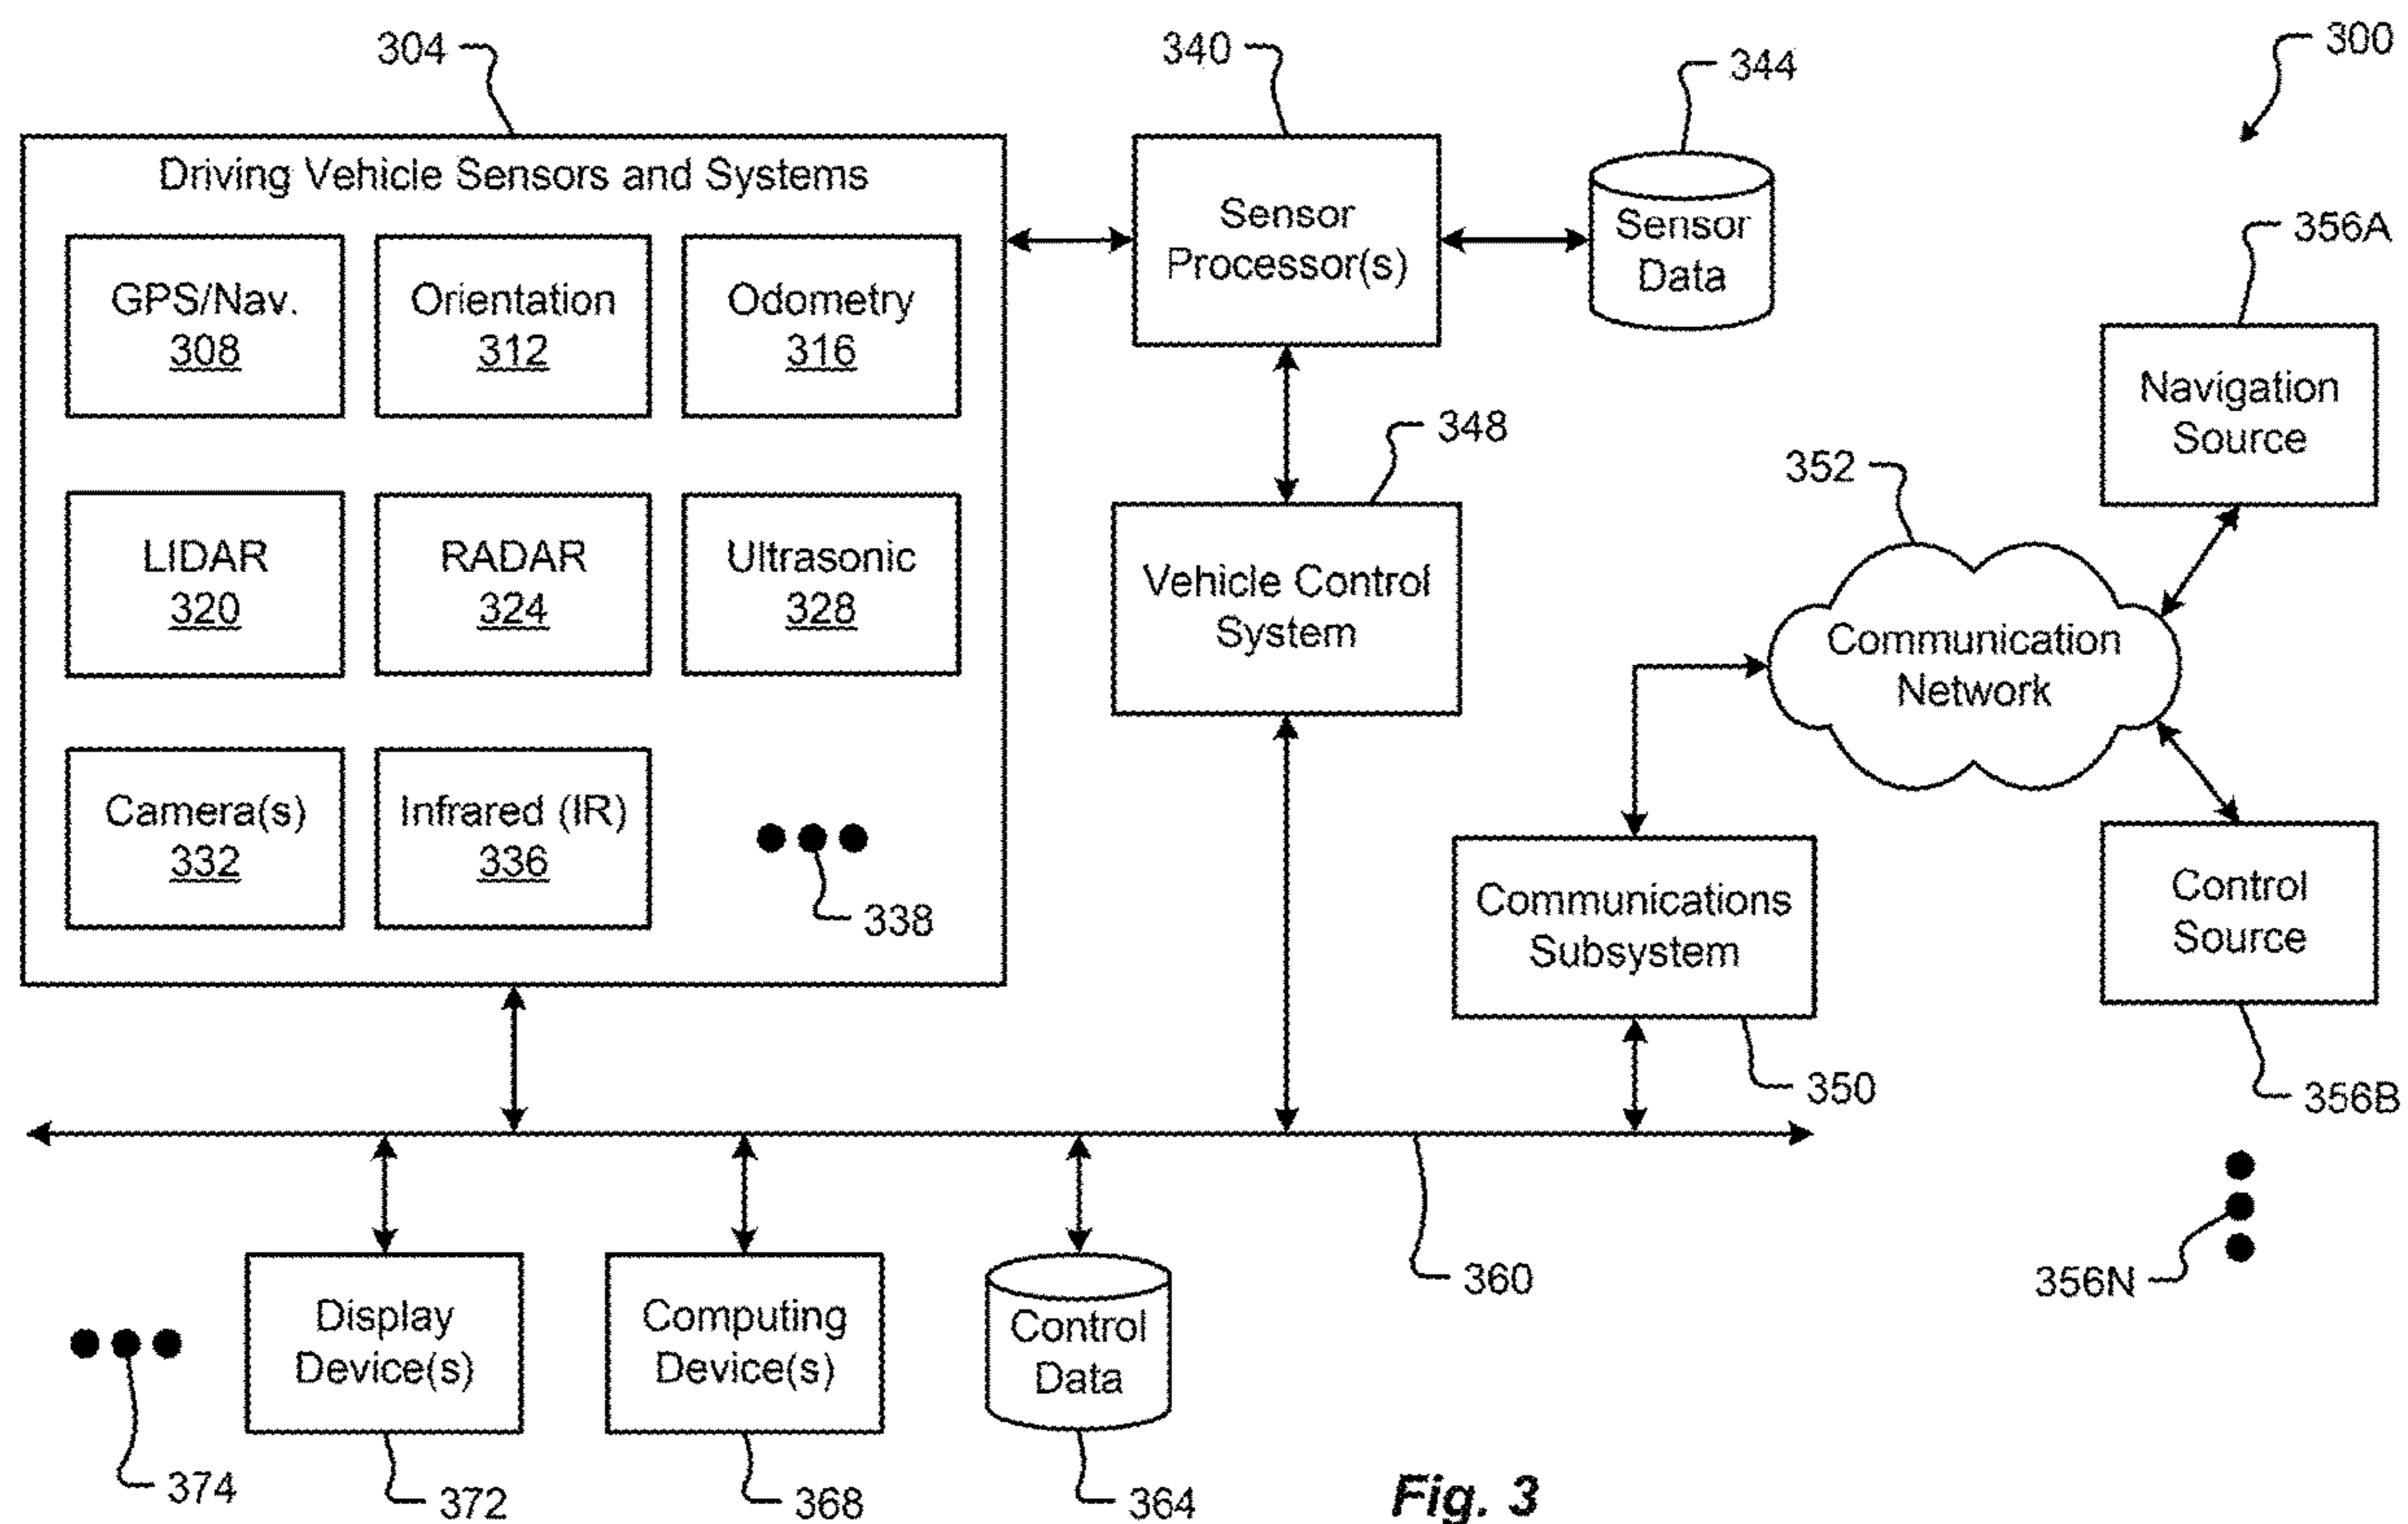 304
340
344
300
Driving Vehicle Sensors and Systems
GPS/Nav.
308
Orientation
312
Odometry
316
LIDAR
320
RADAR
324
Ultrasonic
328
Camera(s)
332
Infrared (IR)
336
338
Sensor
Processor(s)
Sensor
Data
356A
Navigation
Source
348
Vehicle Control
System
352
Communication
Network
Communications
Subsystem
350
Control
Source
356B
356N
360
Display
Device(s)
Computing
Device(s)
Control
Data
374
372
368
364
Fig. 3